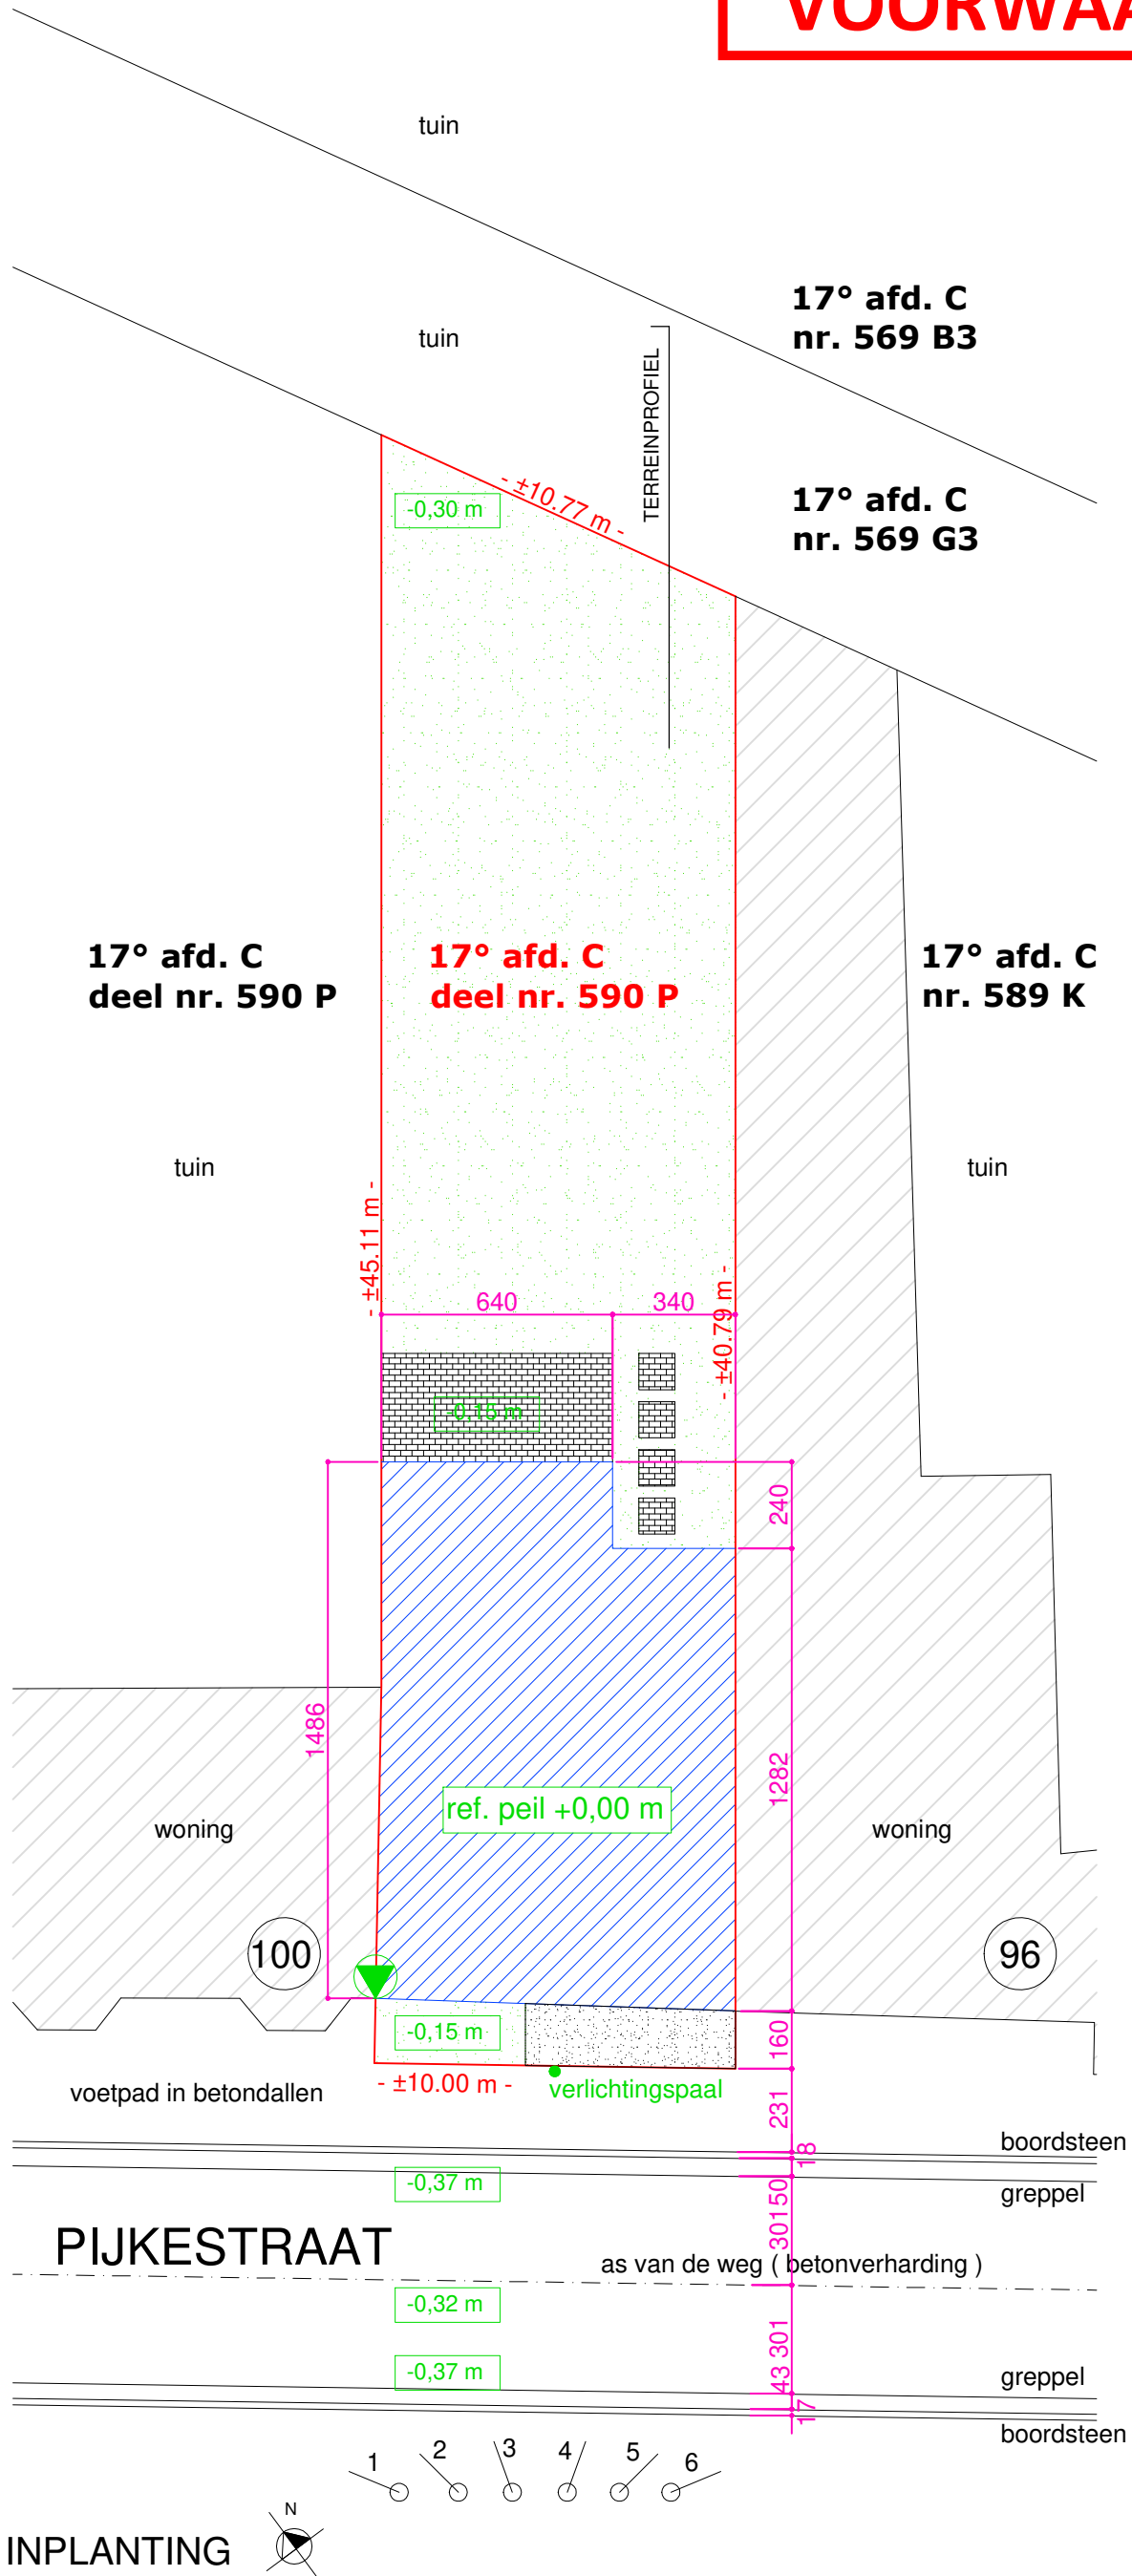 tuin
17° afd. C
nr. 569 B3
tuin
TERREINPROFIEL
- ±10.77 m -
-0,30 m
17° afd. C
nr. 569 G3
17° afd. C
deel nr. 590 P
17° afd. C
deel nr. 590 P
17° afd. C
nr. 589 K
tuin
tuin
- ±45.11 m -
- ±40.79 m -
640
340
-0,15 m
240
1486
1282
ref. peil +0,00 m
woning
woning
100
96
-0,15 m
160
- ±10.00 m -
verlichtingspaal
voetpad in betondallen
231
boordsteen
18
-0,37 m
greppel
50
301
PIJKESTRAAT
as van de weg ( betonverharding )
-0,32 m
301
-0,37 m
43
greppel
17
boordsteen
1
2
3
4
5
6
N
INPLANTING